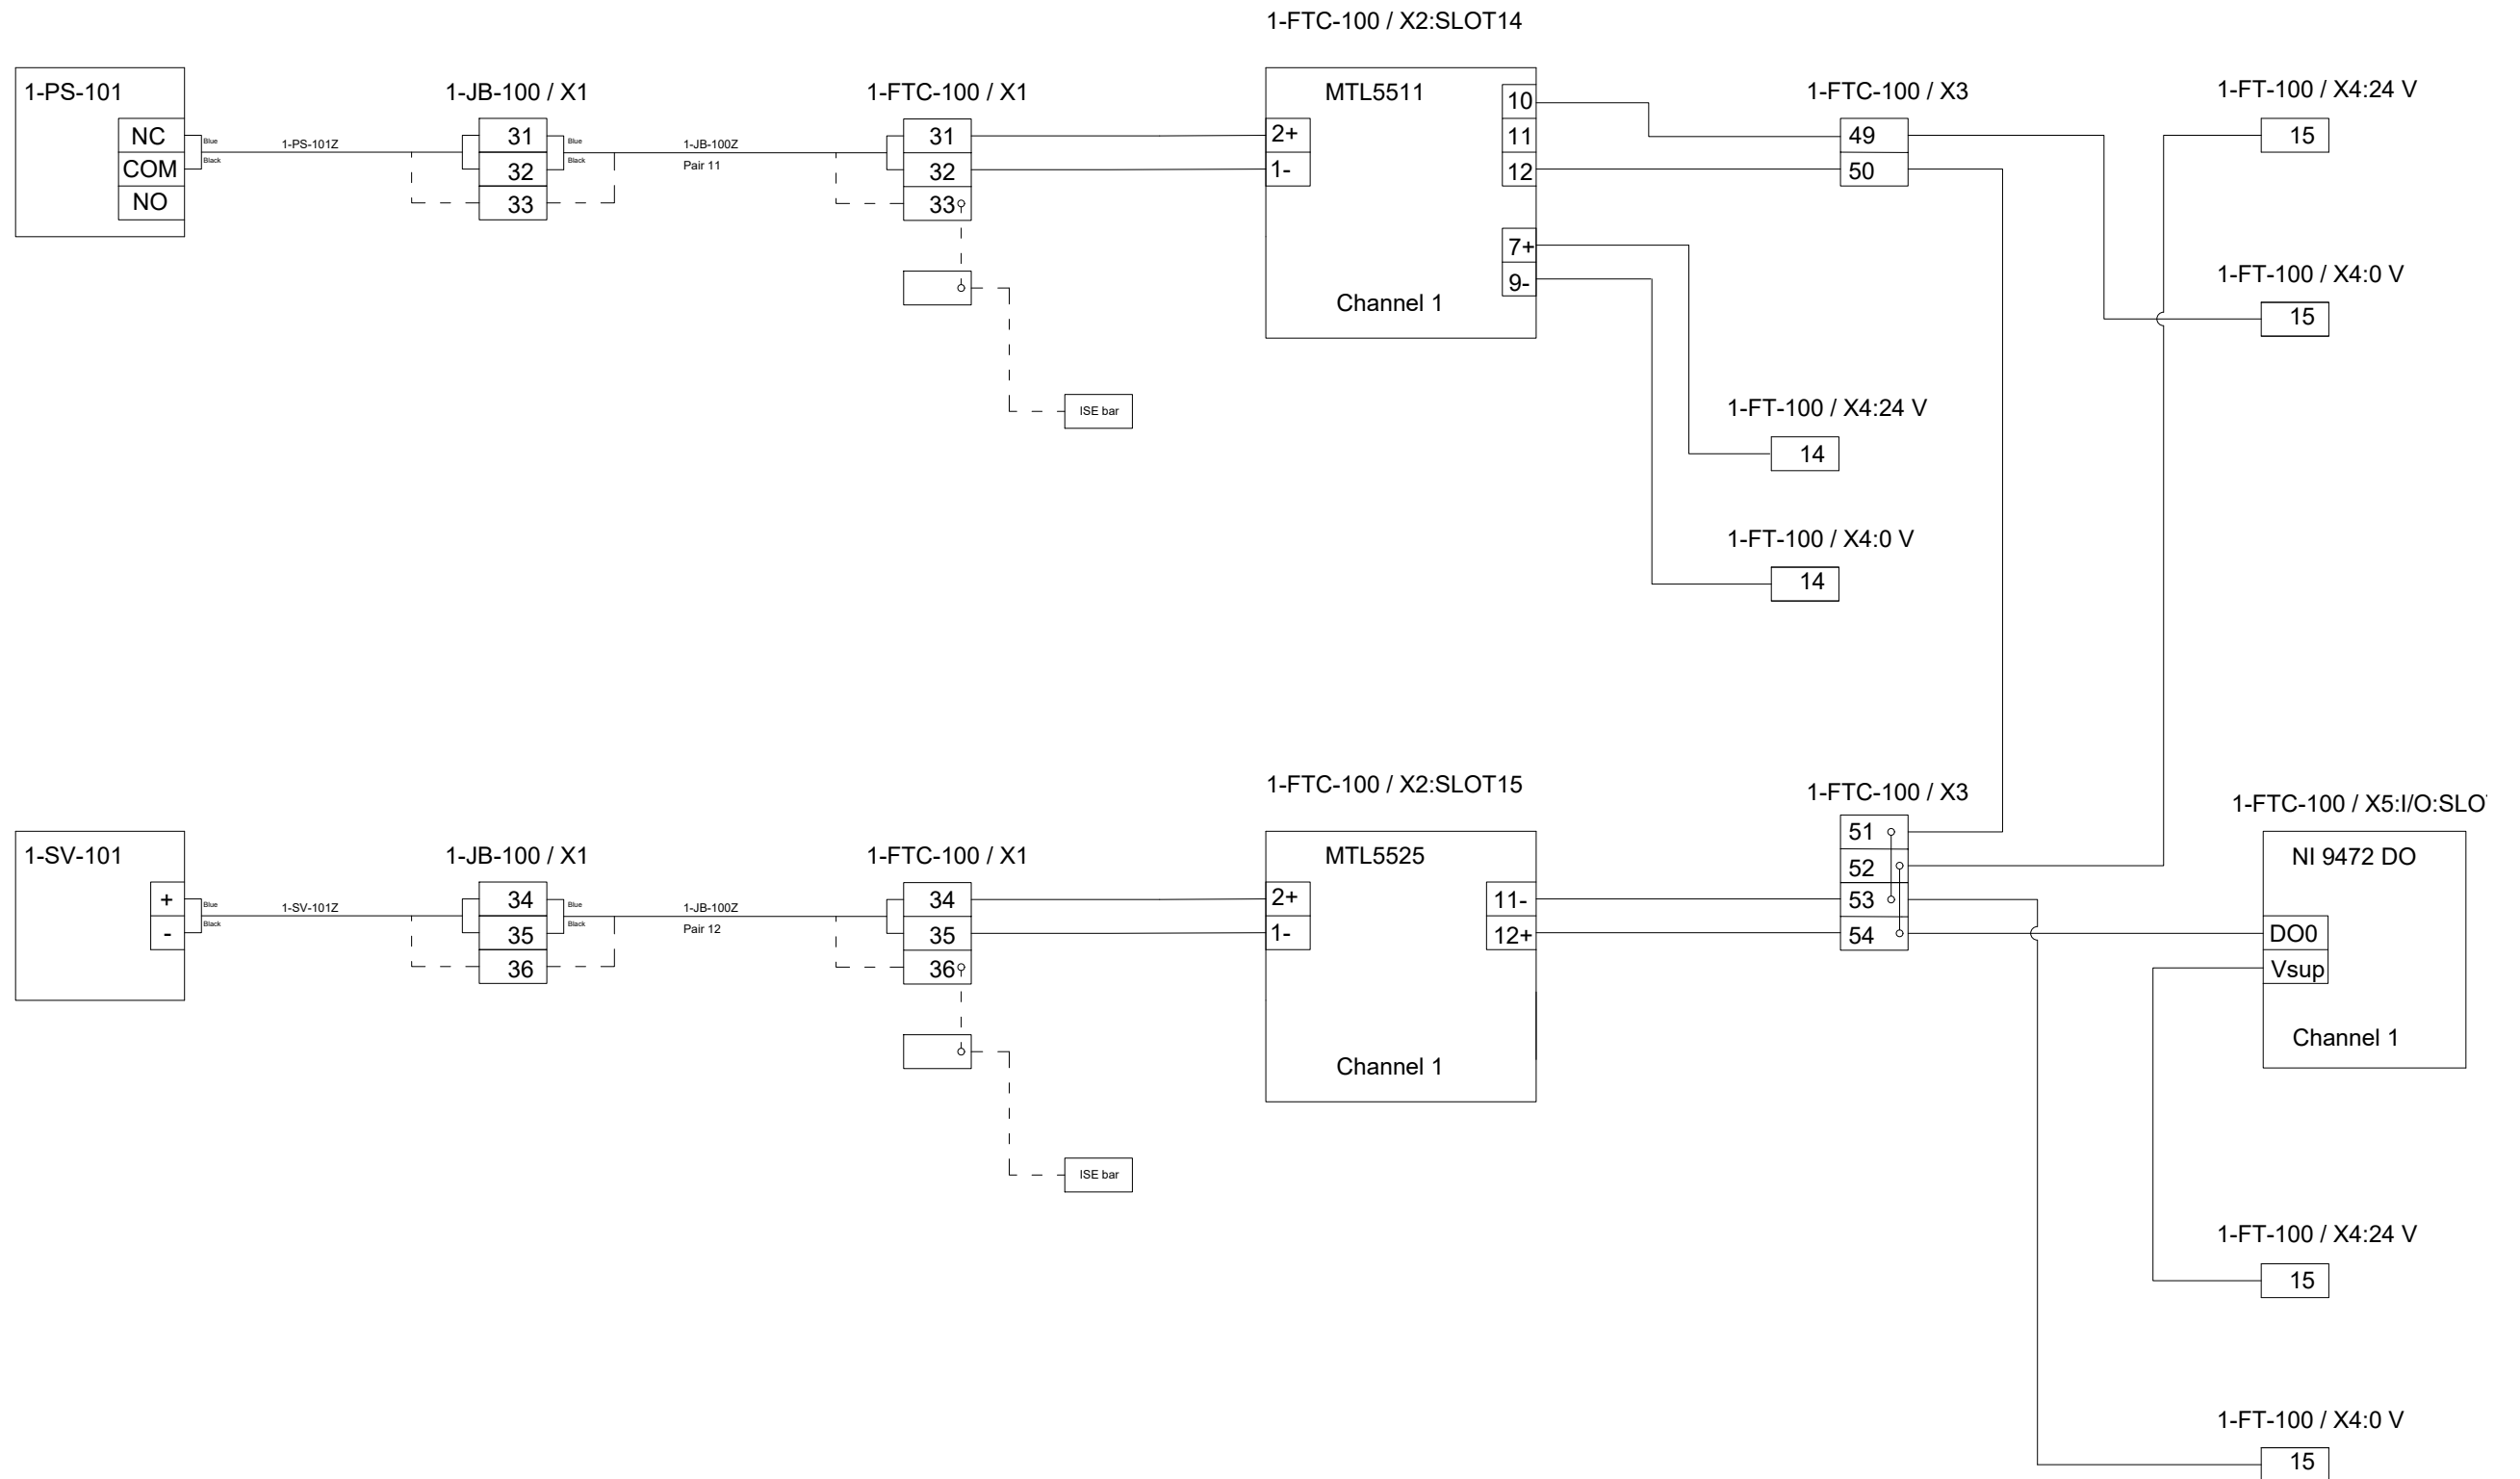 1-FTC-100 / X2:SLOT14
1-PS-101
1-JB-100 / X1
1-FTC-100 / X1
MTL5511
1-FTC-100 / X3
1-FT-100 / X4:24 V
NC
COM
NO
Blue
Black
1-PS-101Z
31
32
33
Blue
Black
1-JB-100Z
Pair 11
31
32
33
2+
1-
10
11
12
7+
9-
Channel 1
49
50
15
1-FT-100 / X4:0 V
15
ISE bar
1-FT-100 / X4:24 V
14
1-FT-100 / X4:0 V
14
1-FTC-100 / X2:SLOT15
1-FTC-100 / X3
1-FTC-100 / X5:I/O:SLO
1-SV-101
1-JB-100 / X1
1-FTC-100 / X1
MTL5525
NI 9472 DO
+
-
Blue
Black
1-SV-101Z
34
35
36
Blue
Black
1-JB-100Z
Pair 12
34
35
36
2+
1-
11-
12+
Channel 1
51
52
53
54
DO0
Vsup
Channel 1
ISE bar
1-FT-100 / X4:24 V
15
1-FT-100 / X4:0 V
15